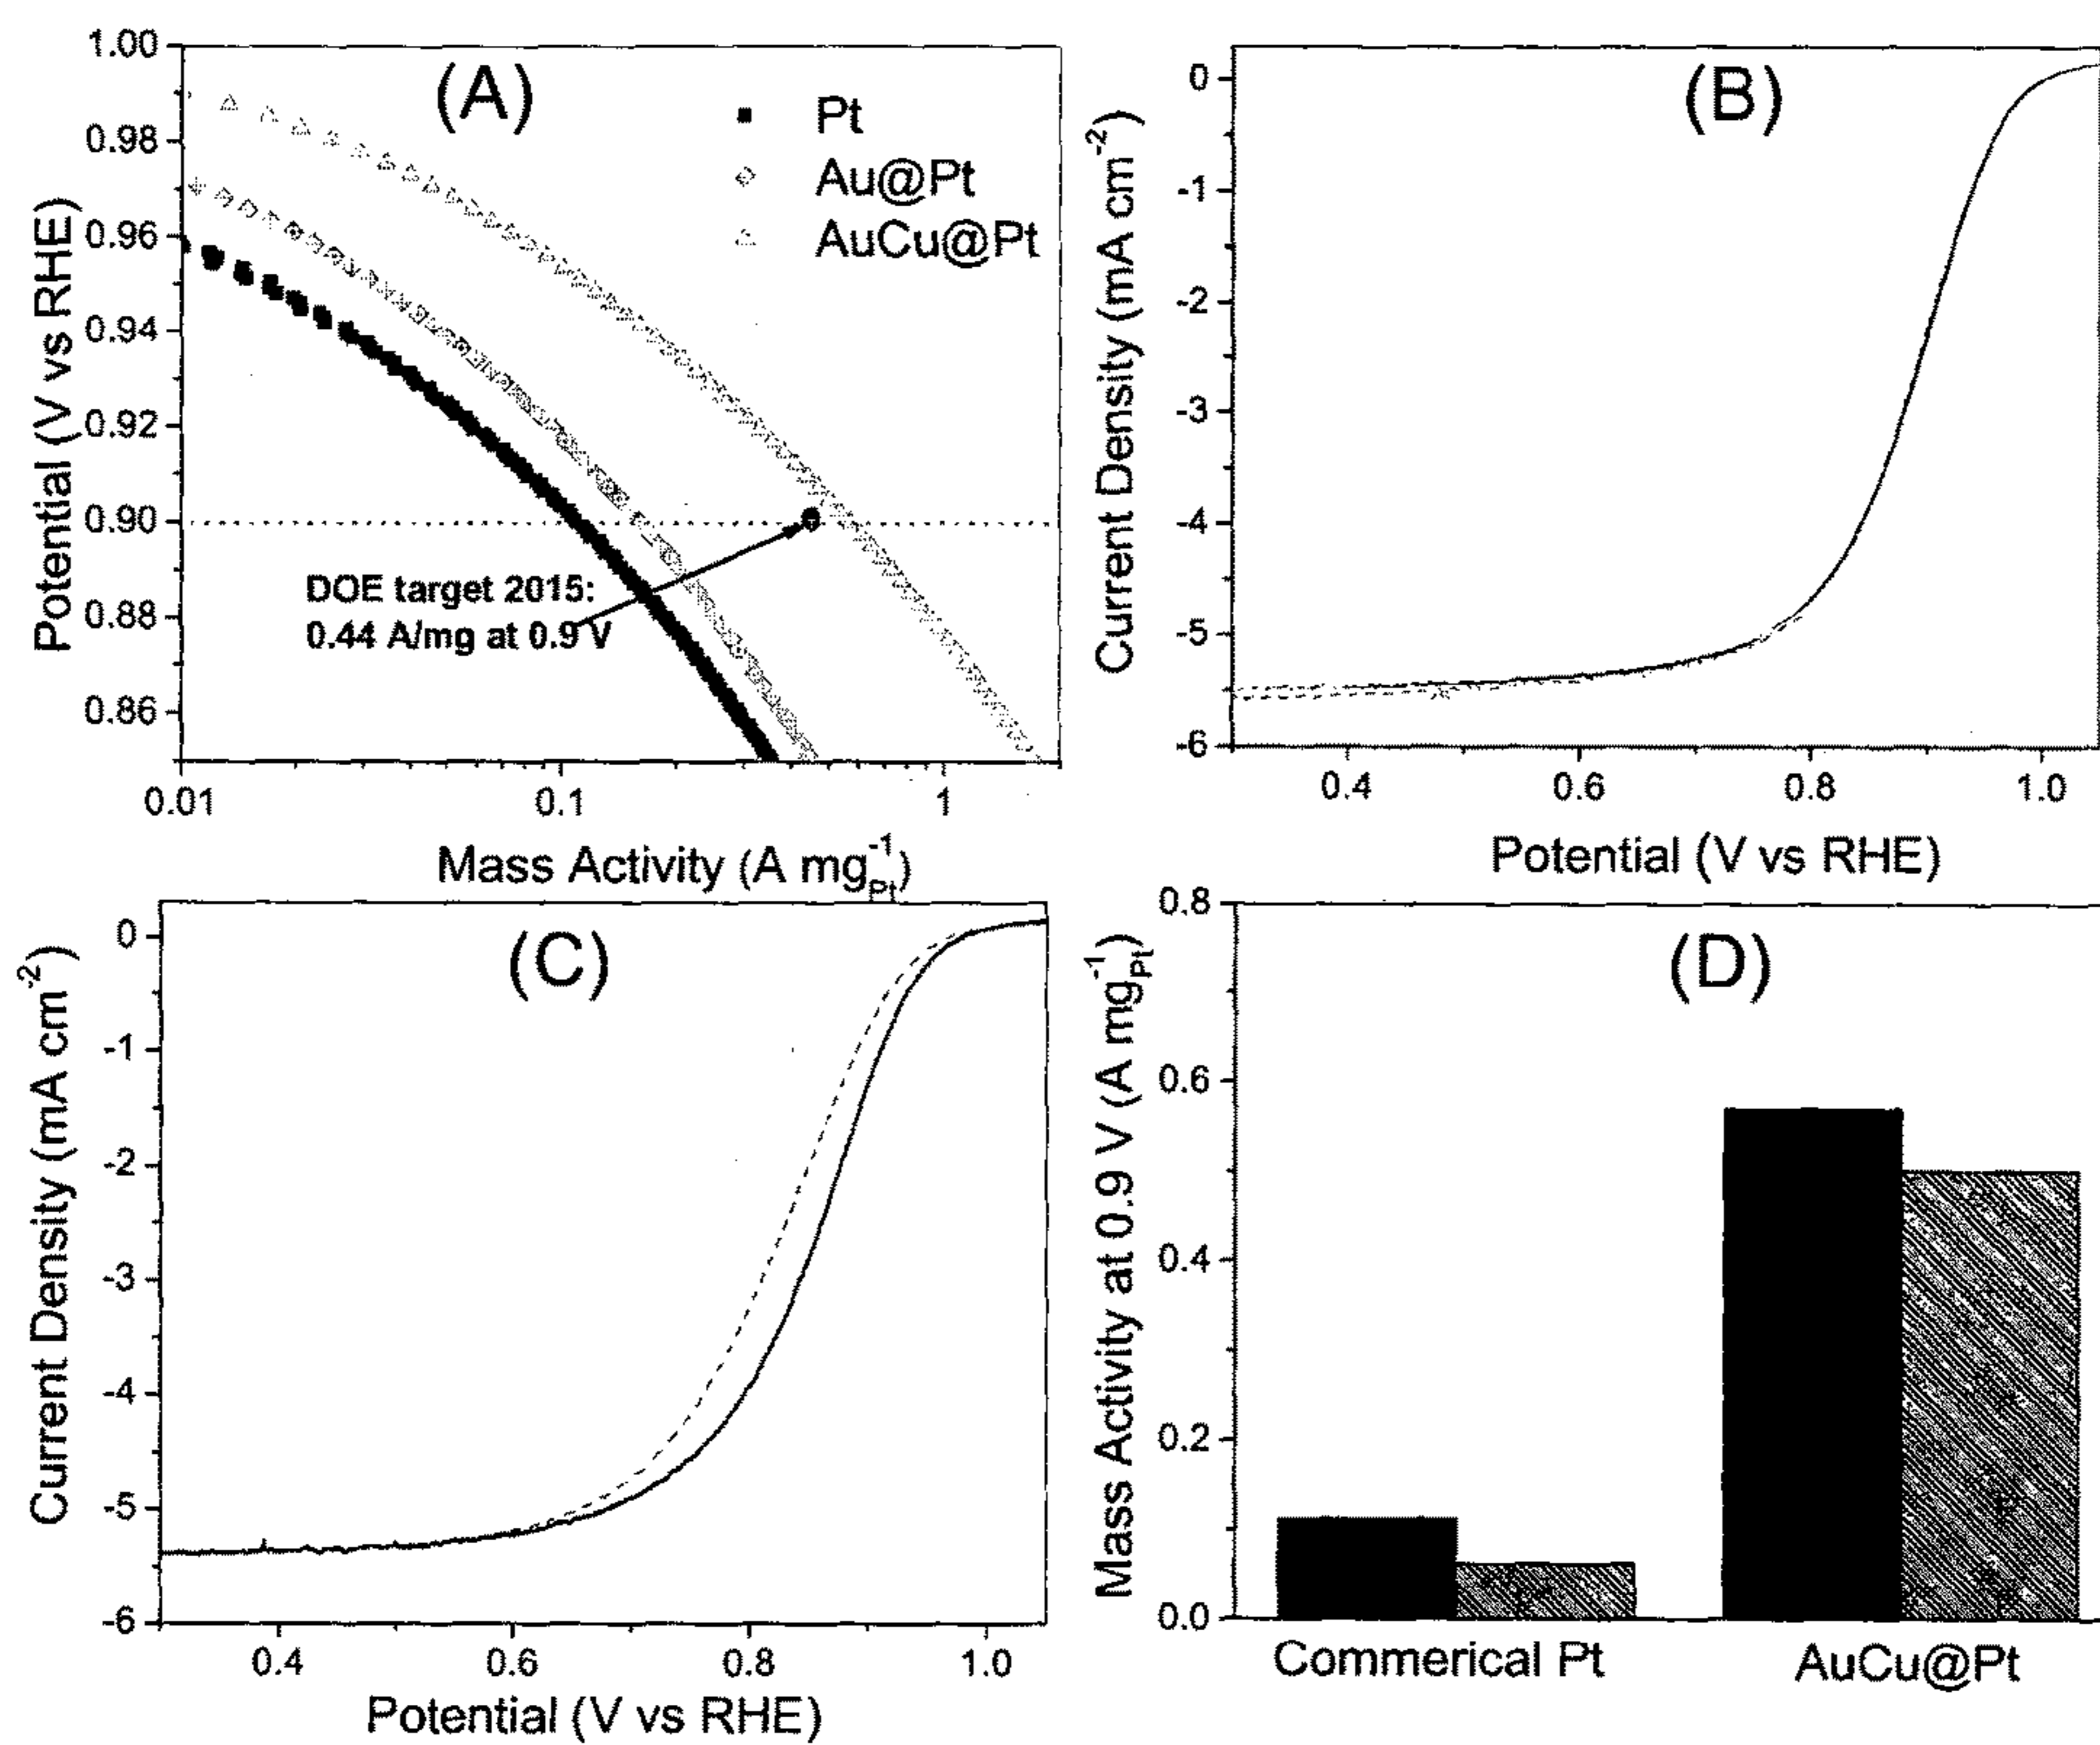 (A)
Pt
Au@Pt
AuCu@Pt
1.00
0.98
0.96
0.94
0.92
0.90
0.88
0.86
Potential (V vs RHE)
DOE target 2015:
0.44 A/mg at 0.9 V
0.01
0.1
1
Mass Activity (A mg-1Pt)
(B)
0
-1
-2
-3
-4
-5
-6
Current Density (mA cm-2)
0.4
0.6
0.8
1.0
Potential (V vs RHE)
(C)
0
-1
-2
-3
-4
-5
-6
Current Density (mA cm-2)
0.4
0.6
0.8
1.0
Potential (V vs RHE)
(D)
0.8
0.6
0.4
0.2
0.0
Mass Activity at 0.9 V (A mg-1Pt)
Commerical Pt
AuCu@Pt